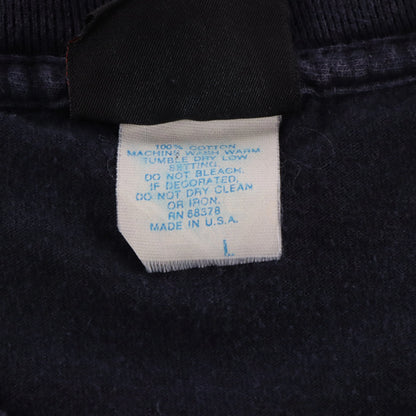 100% COTTON
MACHINE WASH WARM
TUMBLE DRY LOW
SETTING.
DO NOT BLEACH.
IF DECORATED,
DO NOT DRY CLEAN
OR IRON.
RN 68378
MADE IN U.S.A.
L